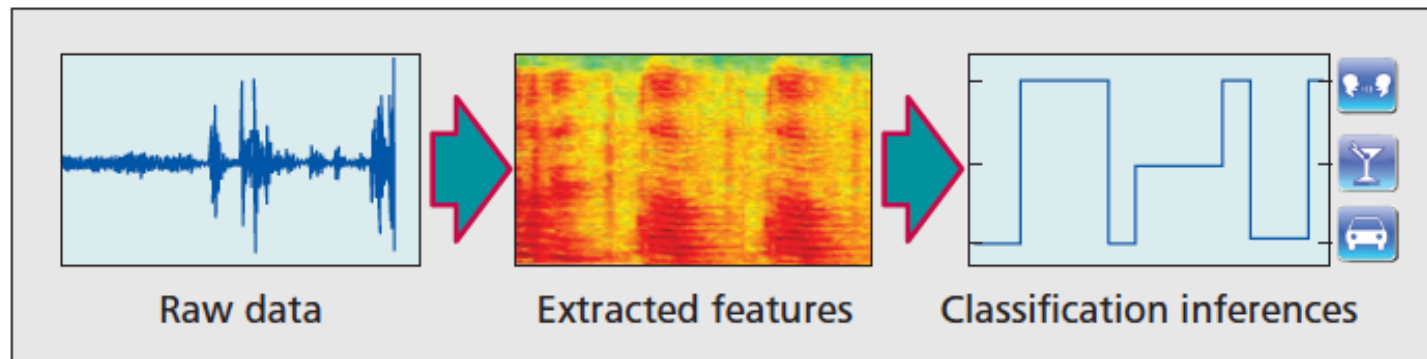 Raw data
Extracted features
Classification inferences